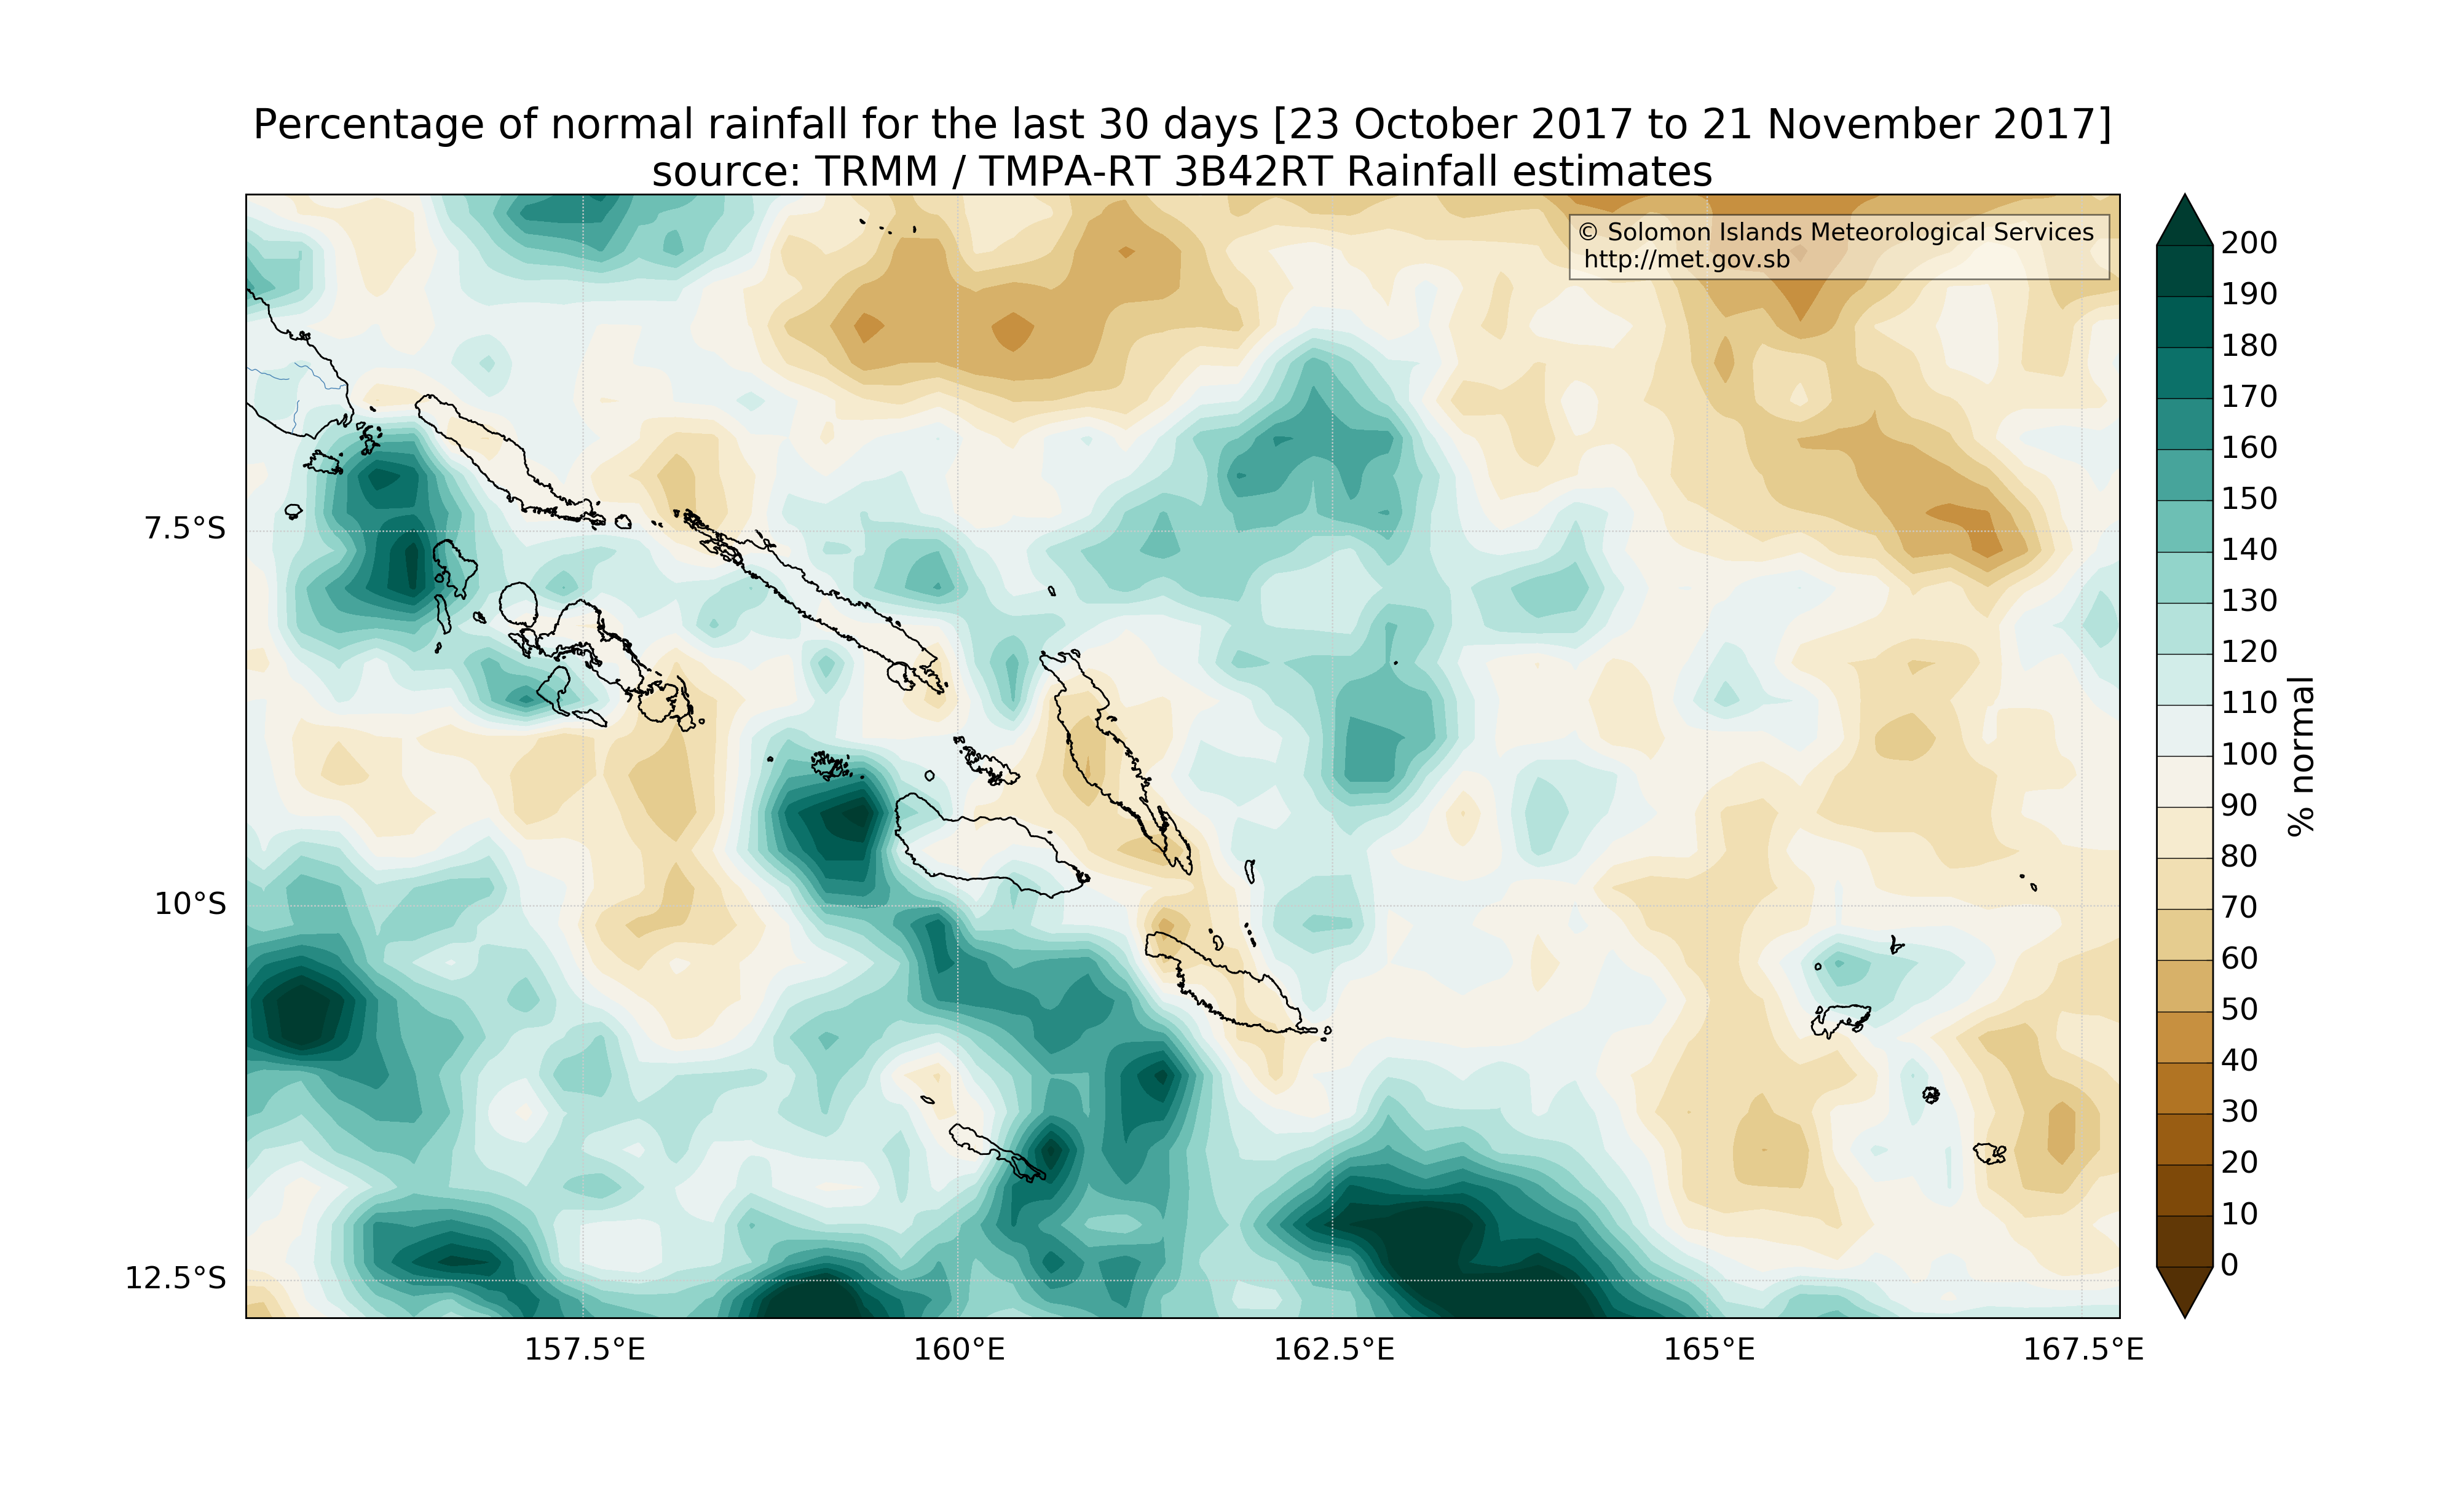 Percentage of normal rainfall for the last 30 days [23 October 2017 to 21 November 2017]
source: TRMM / TMPA-RT 3B42RT Rainfall estimates
© Solomon Islands Meteorological Services
http://met.gov.sb
7.5°S
10°S
12.5°S
157.5°E
160°E
162.5°E
165°E
167.5°E
200
190
180
170
160
150
140
130
120
110
100
90
80
70
60
50
40
30
20
10
0
% normal